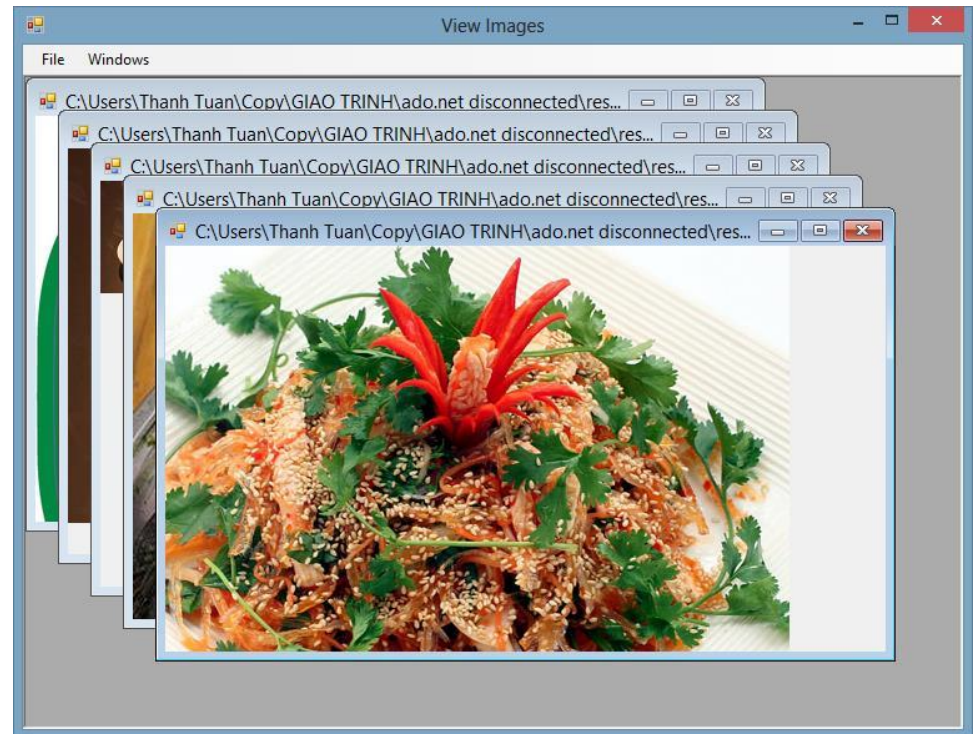 View Images
File Windows
C:\Users\Thanh Tuan\Copy\GIAO TRINH\ado.net disconnected\res...
C:\Users\Thanh Tuan\Copy\GIAO TRINH\ado.net disconnected\res...
C:\Users\Thanh Tuan\Copy\GIAO TRINH\ado.net disconnected\res...
C:\Users\Thanh Tuan\Copy\GIAO TRINH\ado.net disconnected\res...
C:\Users\Thanh Tuan\Copy\GIAO TRINH\ado.net disconnected\res...